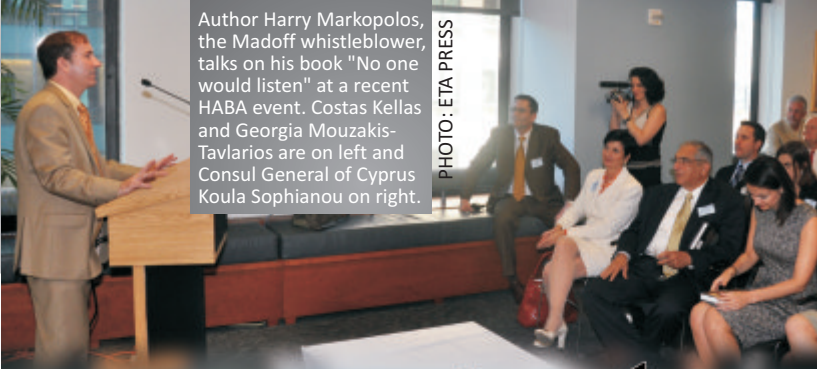 Author Harry Markopolos,
the Madoff whistleblower,
talks on his book "No one
would listen" at a recent
HABA event. Costas Kellas
and Georgia Mouzakis-
Tavlarios are on left and
Consul General of Cyprus
Koula Sophianou on right.
PHOTO: ETA PRESS